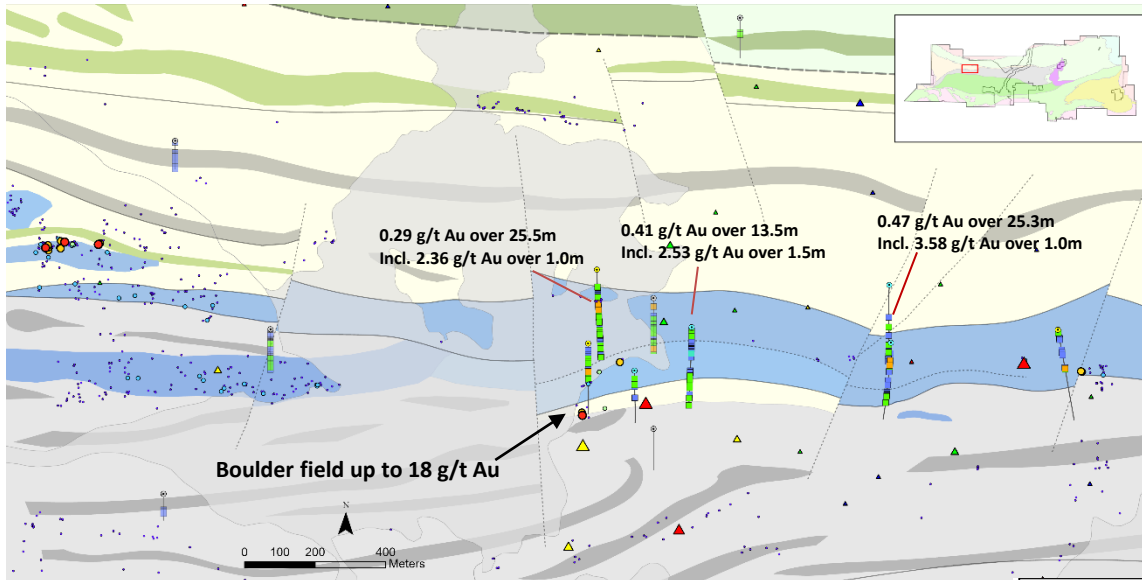 0.29 g/t Au over 25.5m
Incl. 2.36 g/t Au over 1.0m
0.41 g/t Au over 13.5m
Incl. 2.53 g/t Au over 1.5m
0.47 g/t Au over 25.3m
Incl. 3.58 g/t Au over 1.0m
Boulder field up to 18 g/t Au
N
0 100 200 400
Meters